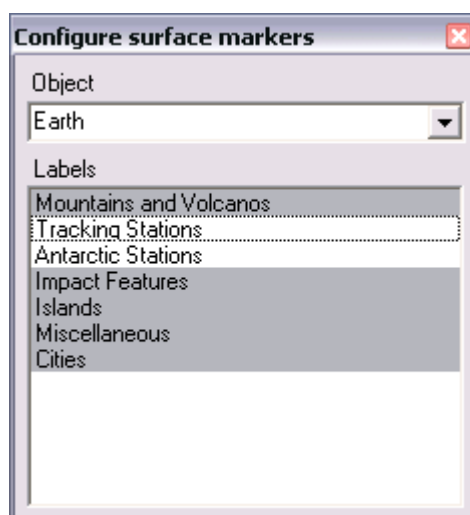 Configure surface markers
Object
Earth
Labels
Mountains and Volcanos
Tracking Stations
Antarctic Stations
Impact Features
Islands
Miscellaneous
Cities